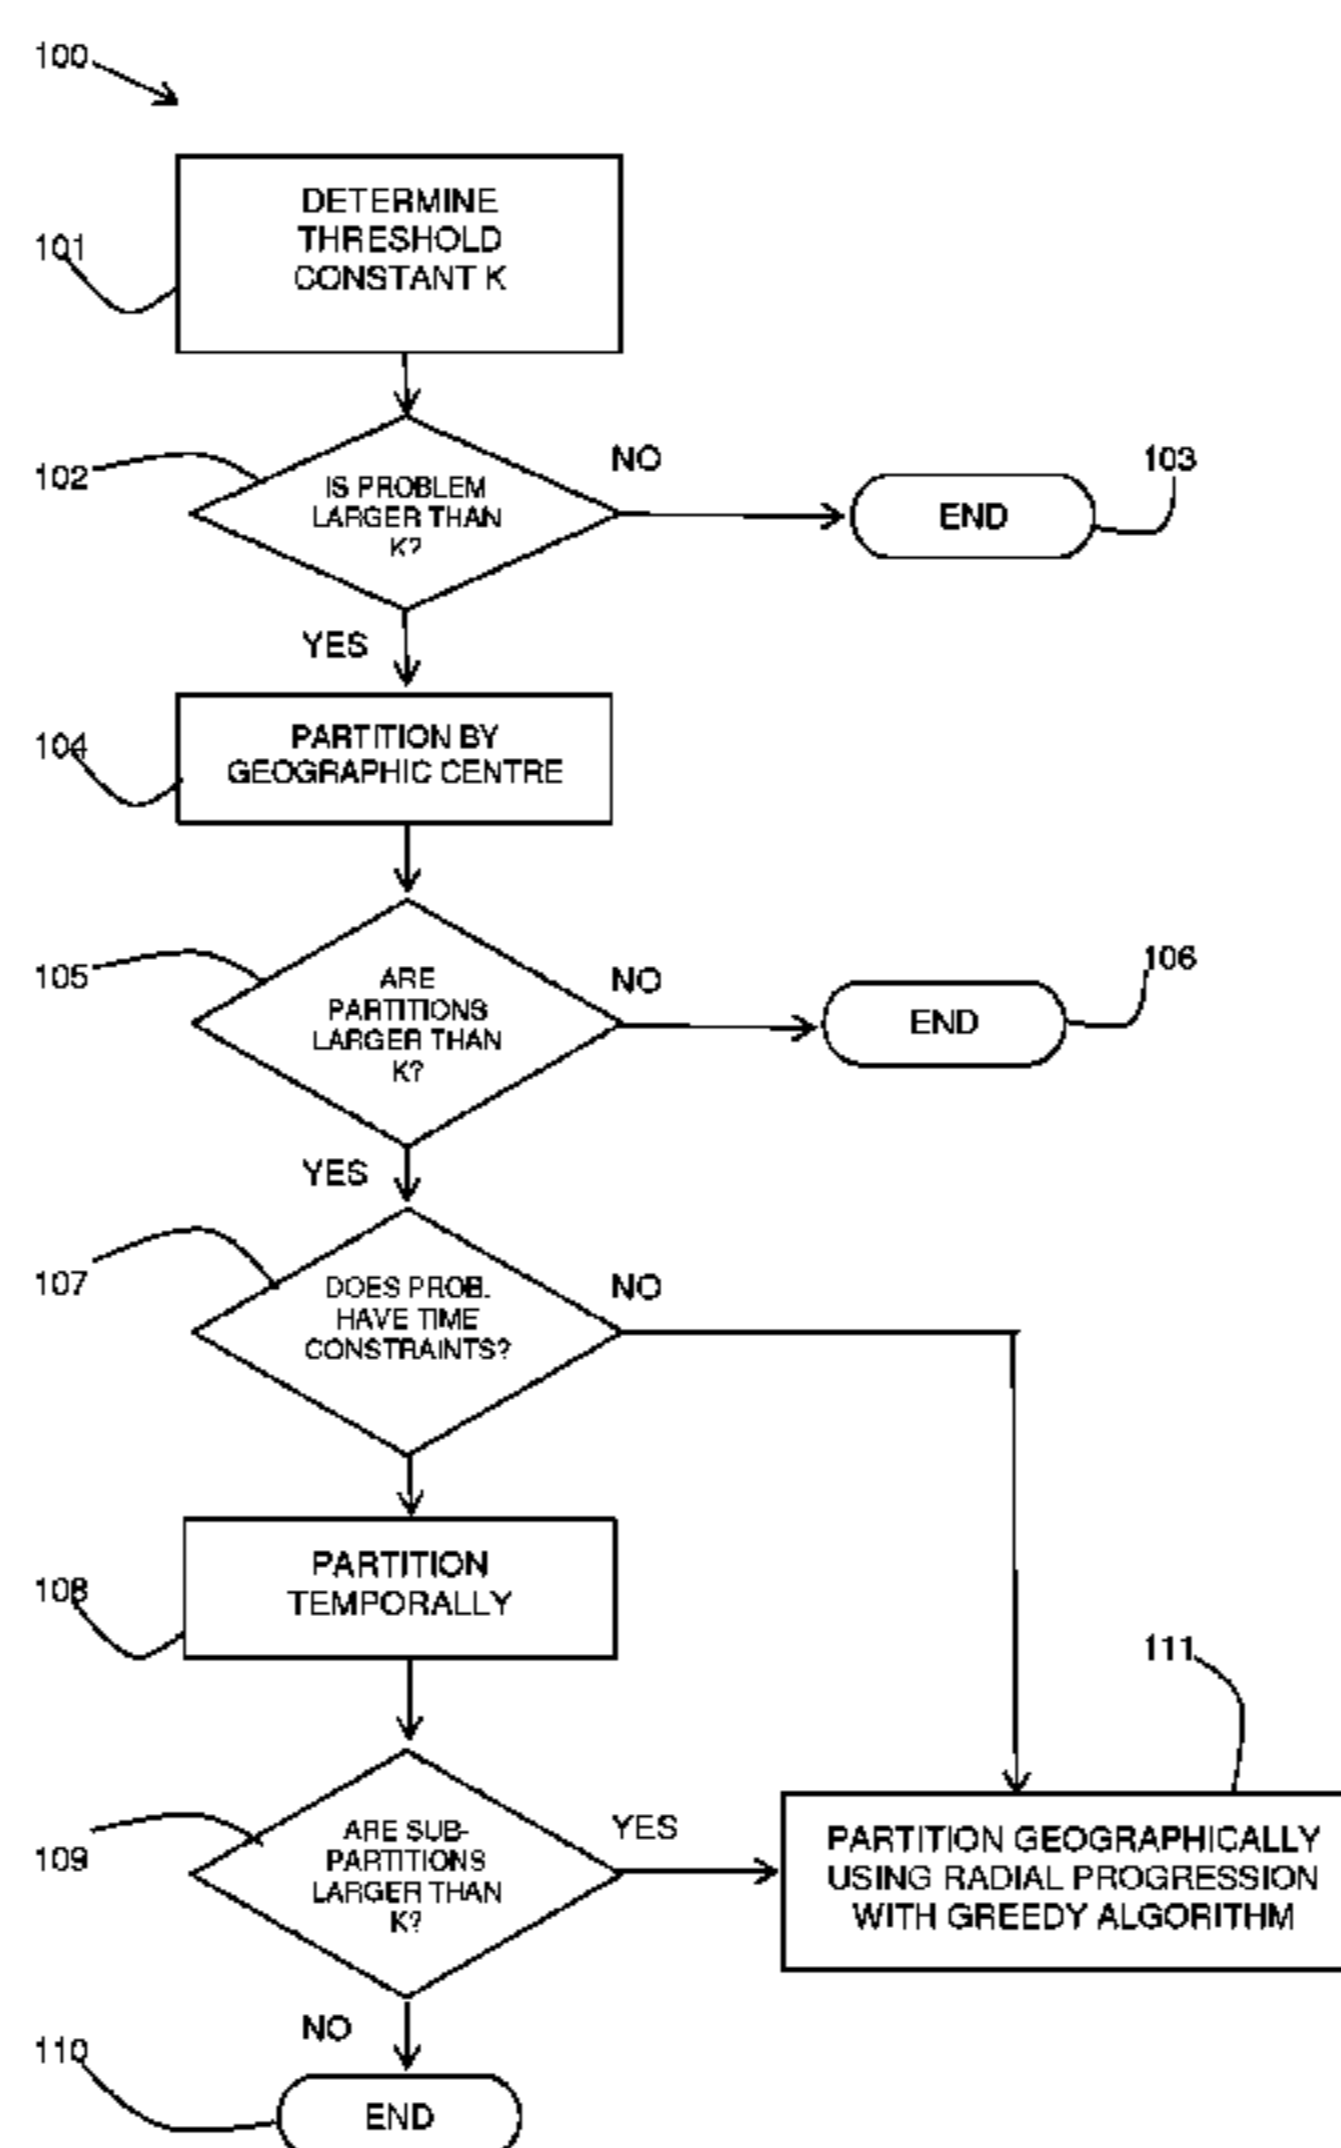 100
101
DETERMINE
THRESHOLD
CONSTANT K
102
IS PROBLEM
LARGER THAN
K?
NO
END
103
YES
104
PARTITION BY
GEOGRAPHIC CENTRE
105
ARE
PARTITIONS
LARGER THAN
K?
NO
END
106
YES
107
DOES PROB.
HAVE TIME
CONSTRAINTS?
NO
108
PARTITION
TEMPORALLY
109
ARE SUB-
PARTITIONS
LARGER THAN
K?
YES
111
PARTITION GEOGRAPHICALLY
USING RADIAL PROGRESSION
WITH GREEDY ALGORITHM
NO
110
END